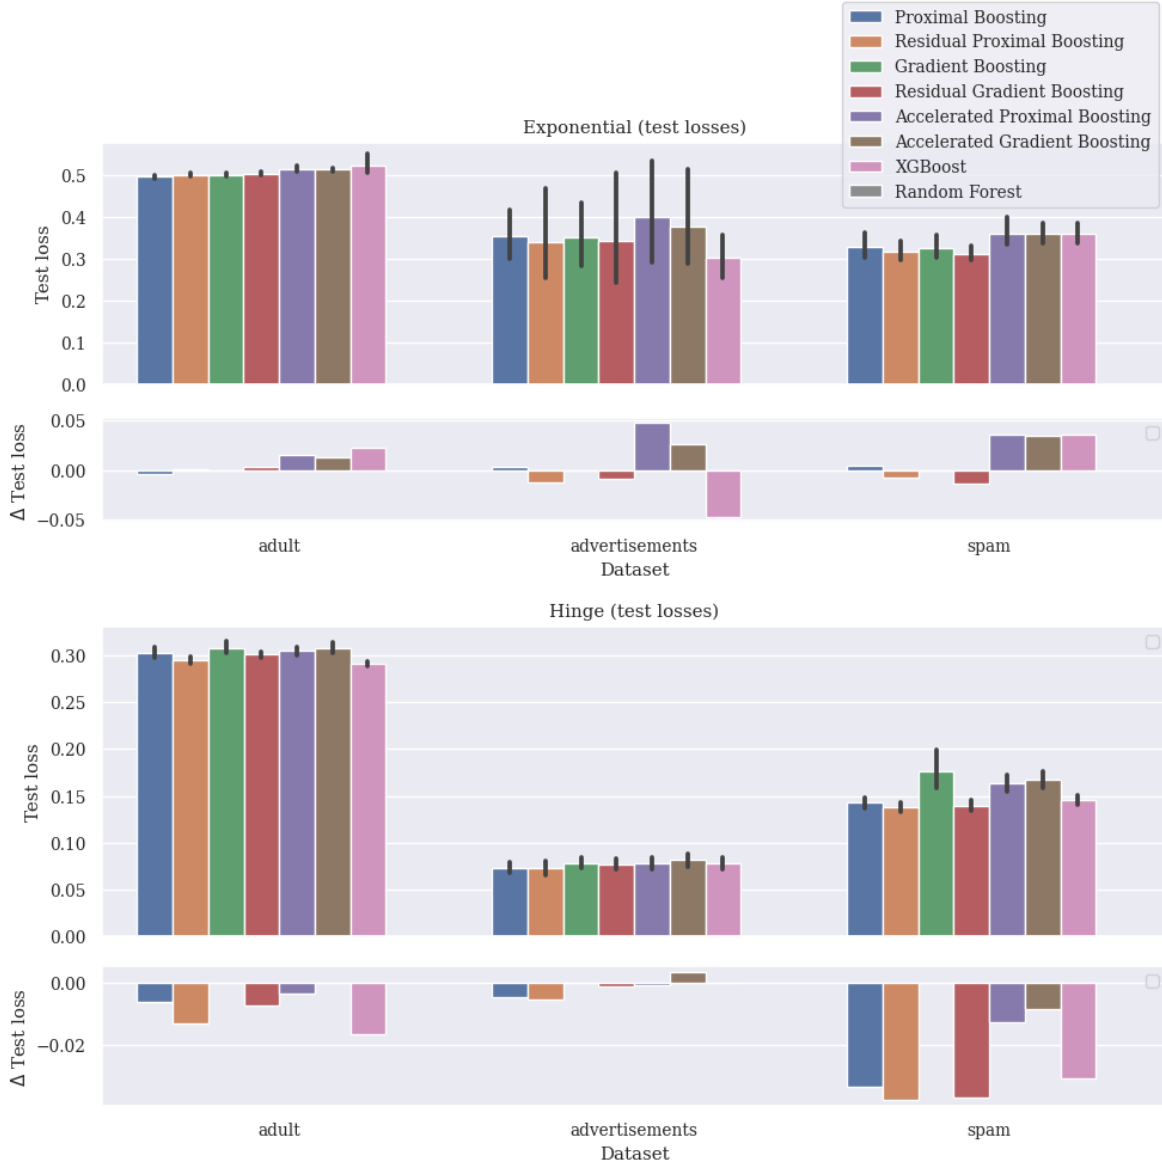 Proximal Boosting
Residual Proximal Boosting
Gradient Boosting
Residual Gradient Boosting
Accelerated Proximal Boosting
Accelerated Gradient Boosting
XGBoost
Random Forest
Exponential (test losses)
Test loss
0.5
0.4
0.3
0.2
0.1
0.0
Δ Test loss
0.05
0.00
−0.05
adult advertisements spam
Dataset
Hinge (test losses)
Test loss
0.30
0.25
0.20
0.15
0.10
0.05
0.00
Δ Test loss
0.00
−0.02
adult advertisements spam
Dataset